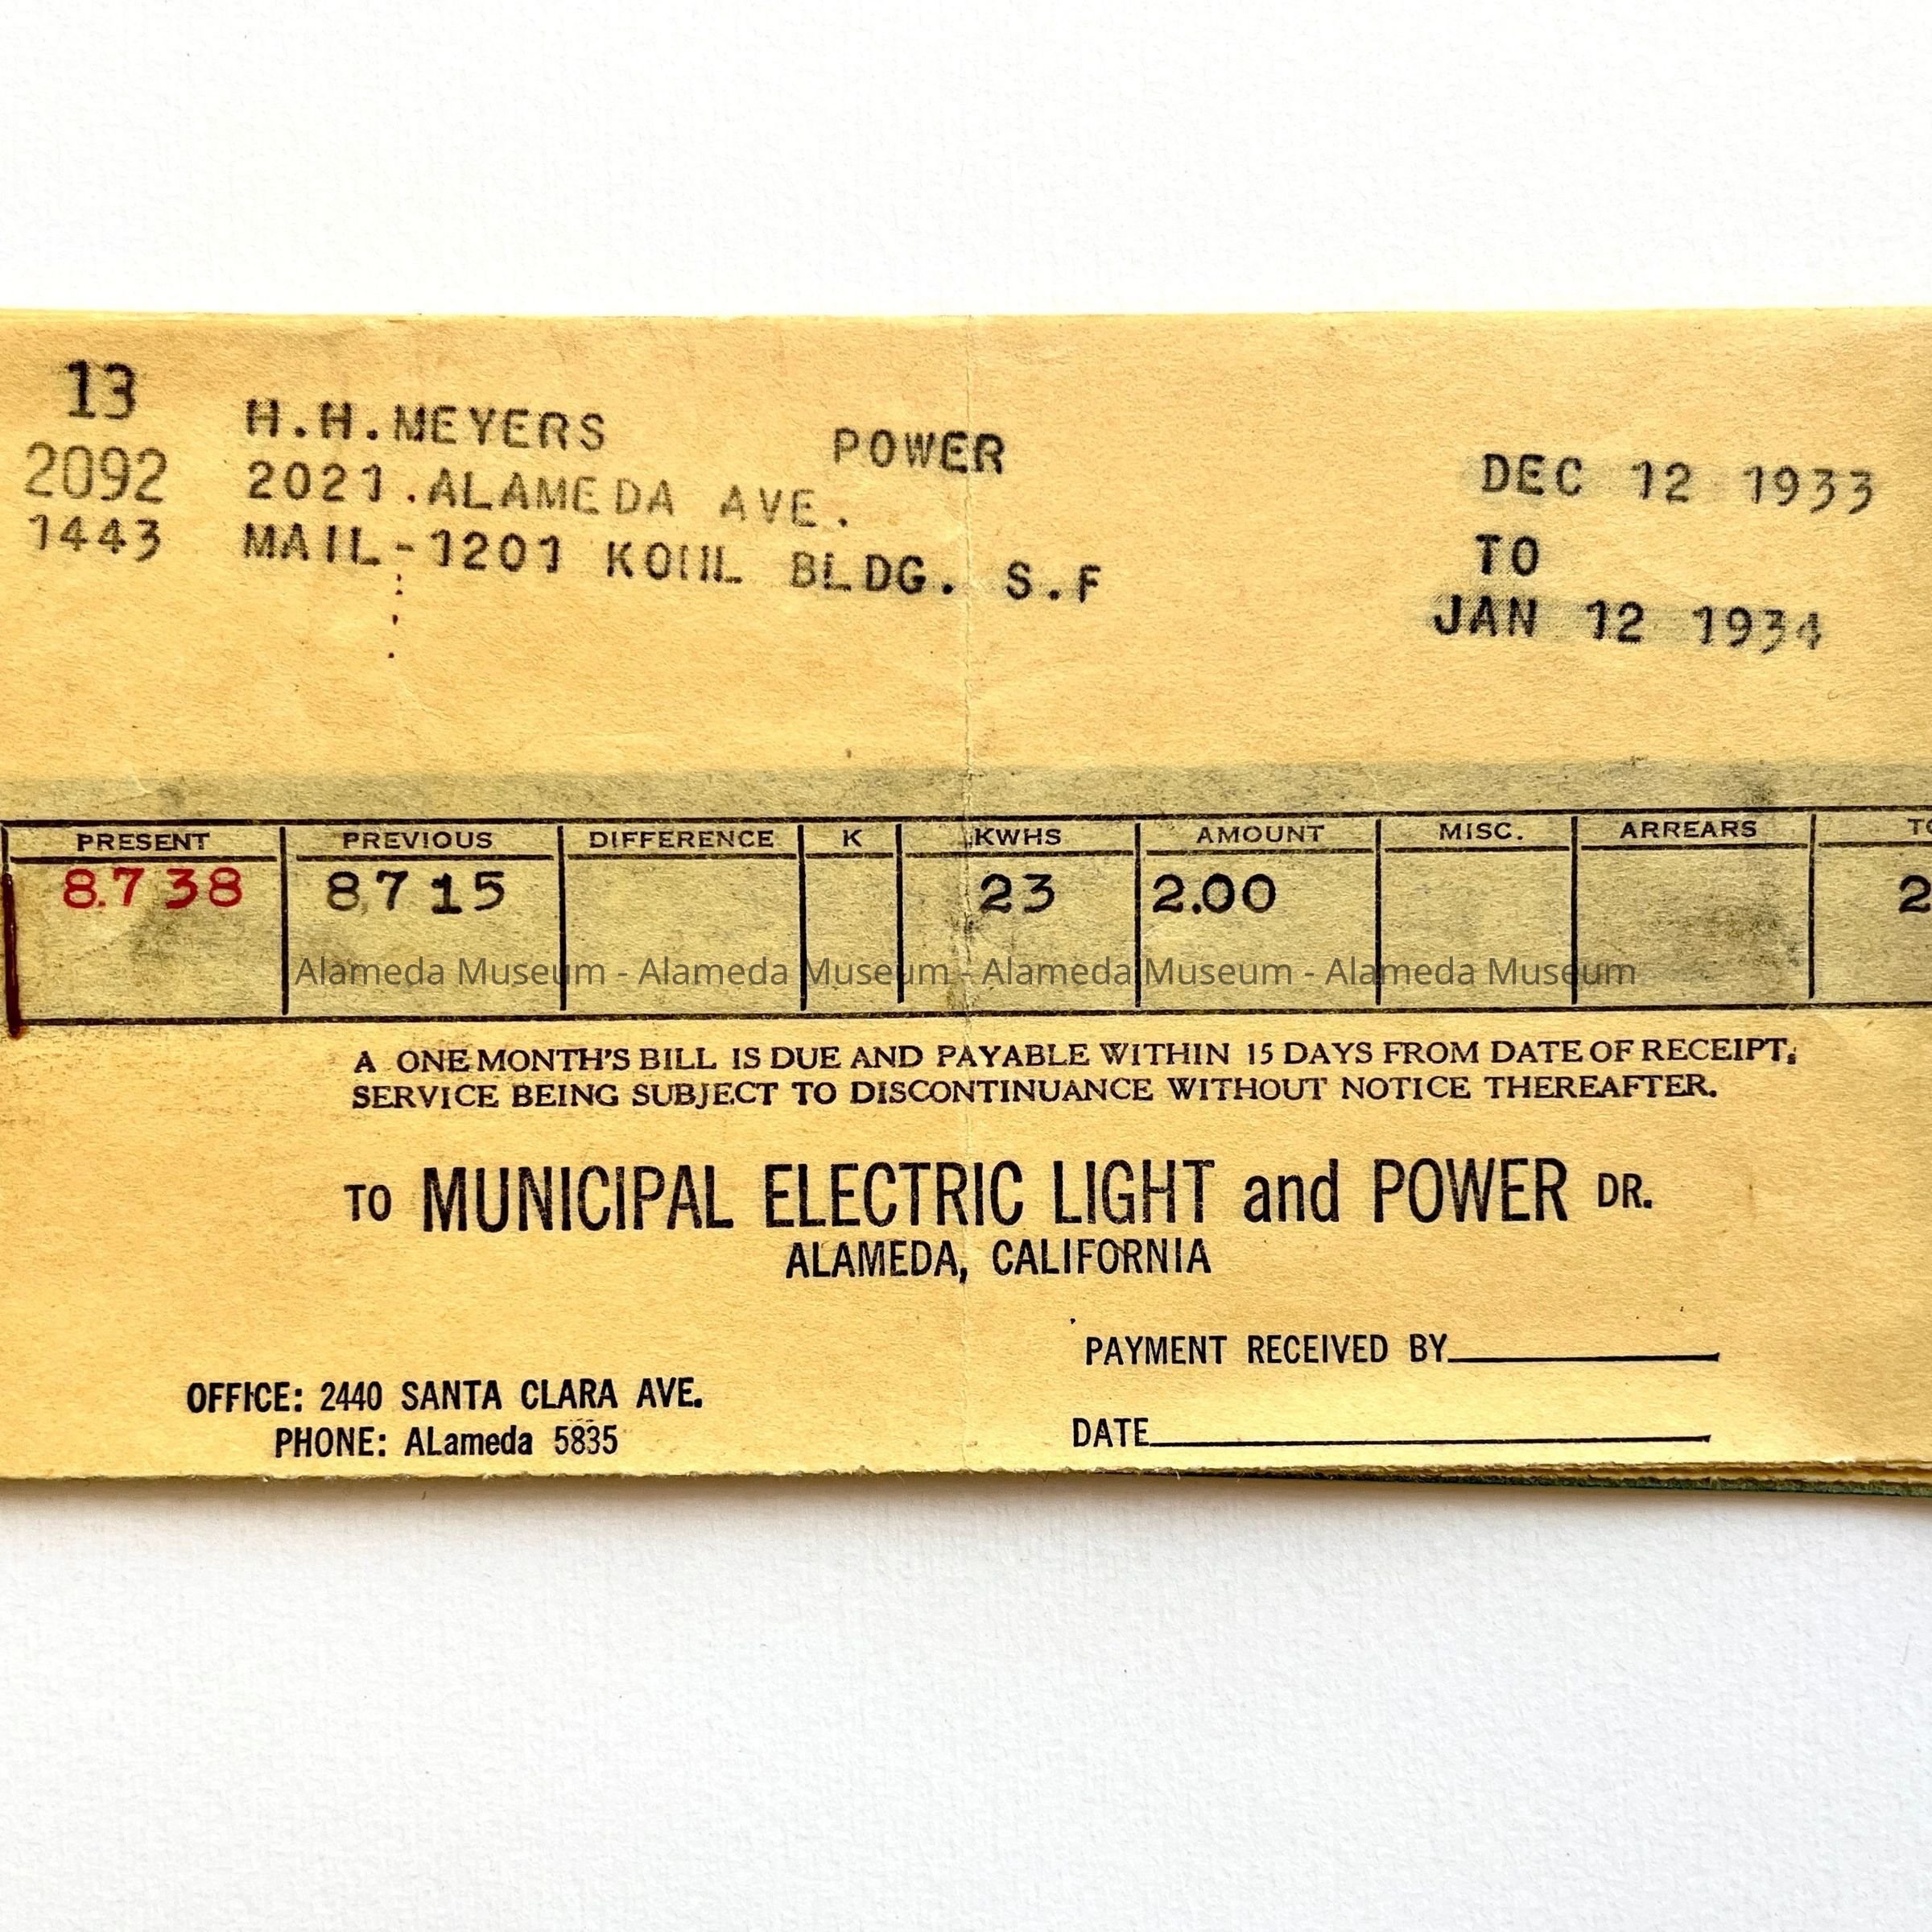 13
H.H.MEYERS POWER
2092 2021.ALAMEDA AVE.
1443 MAIL-1201 KOHL BLDG. S.F
DEC 12 1933
TO
JAN 12 1934
PRESENT PREVIOUS DIFFERENCE K KWHS AMOUNT MISC. ARREARS
8738 8715 23 2.00
Alameda Museum - Alameda Museum - Alameda Museum - Alameda Museum
A ONE MONTH'S BILL IS DUE AND PAYABLE WITHIN 15 DAYS FROM DATE OF RECEIPT,
SERVICE BEING SUBJECT TO DISCONTINUANCE WITHOUT NOTICE THEREAFTER.
TO MUNICIPAL ELECTRIC LIGHT and POWER DR.
ALAMEDA, CALIFORNIA
PAYMENT RECEIVED BY
OFFICE: 2440 SANTA CLARA AVE.
PHONE: ALameda 5835
DATE